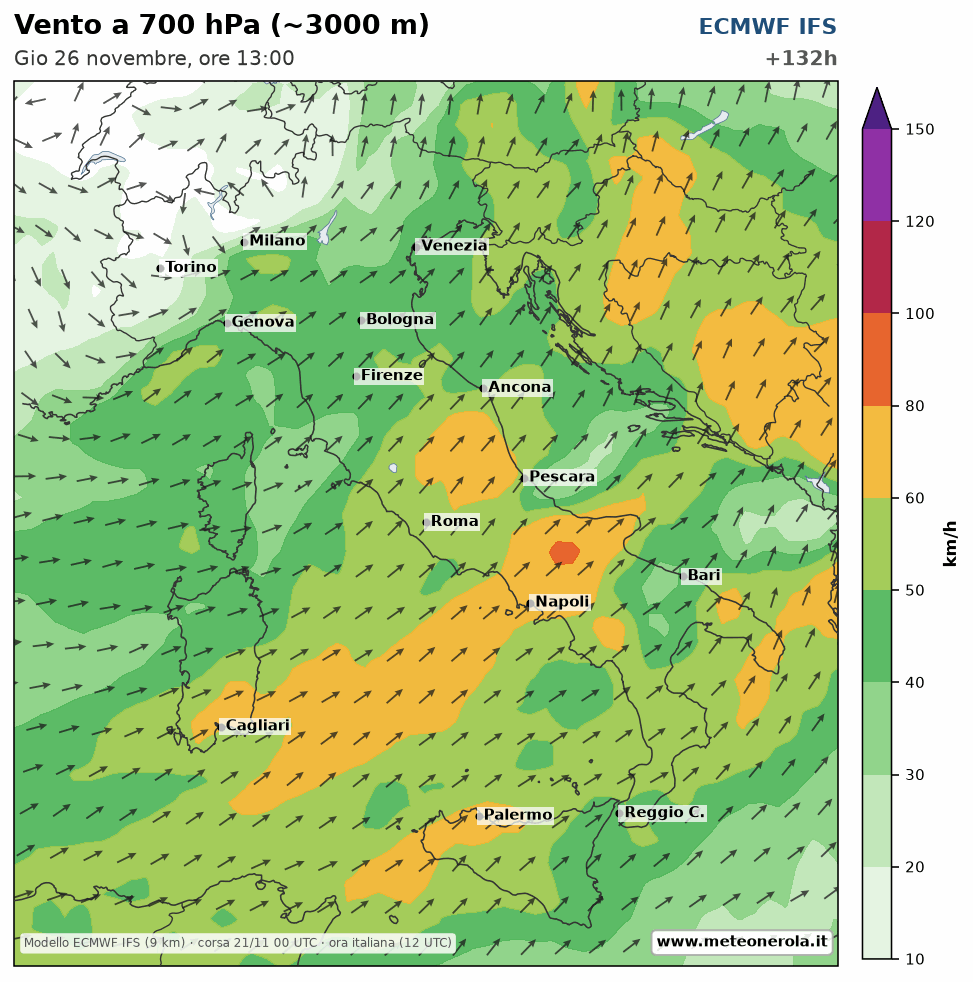 Vento a 700 hPa (~3000 m)
ECMWF IFS
Gio 26 novembre, ore 13:00
+132h
Milano
Venezia
Torino
Genova
Bologna
Firenze
Ancona
Pescara
Roma
Bari
Napoli
Cagliari
Palermo
Reggio C.
150
120
100
80
60
50
40
30
20
10
km/h
Modello ECMWF IFS (9 km) · corsa 21/11 00 UTC · ora italiana (12 UTC)
www.meteonerola.it